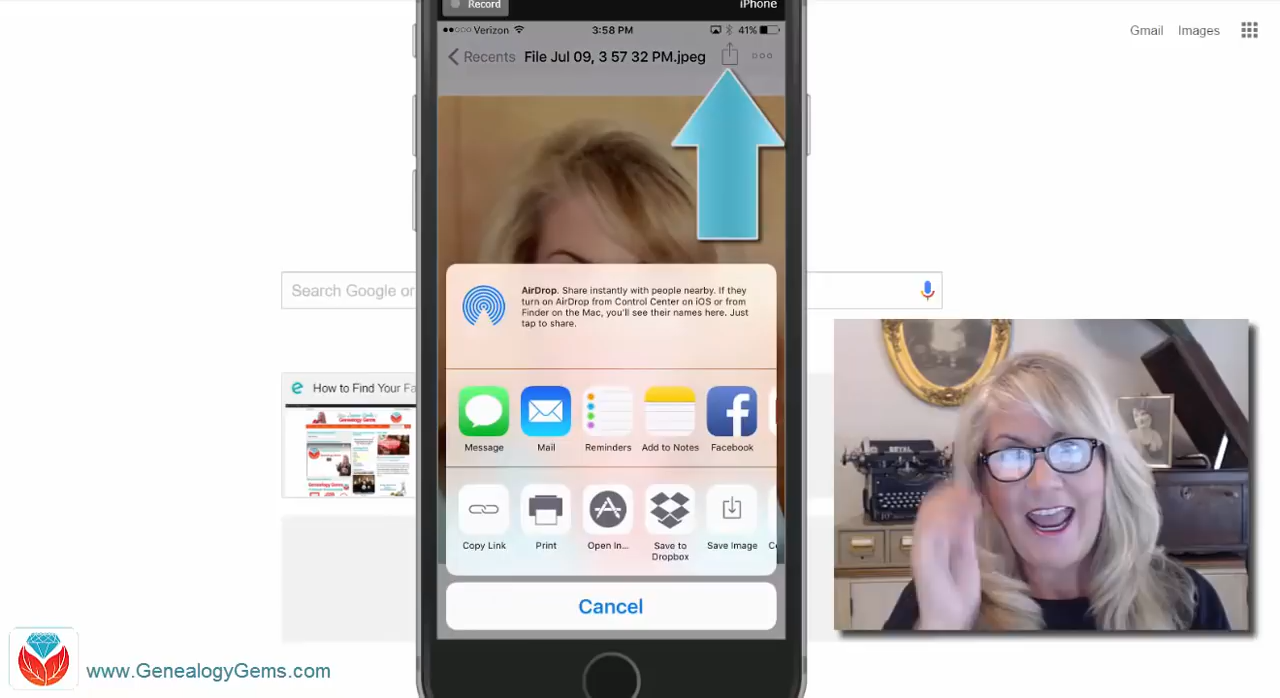 Record
iPhone
Verizon
3:58 PM
41%
Recents
File Jul 09, 3 57 32 PM.jpeg
Gmail
Images
Search Google or
AirDrop. Share instantly with people nearby. If they
turn on AirDrop from Control Center on iOS or from
Finder on the Mac, you'll see their names here. Just
tap to share.
How to Find Your Fa
Message
Mail
Reminders
Add to Notes
Facebook
Copy Link
Print
Open In...
Save to
Dropbox
Save Image
Cancel
ROYAL
www.GenealogyGems.com